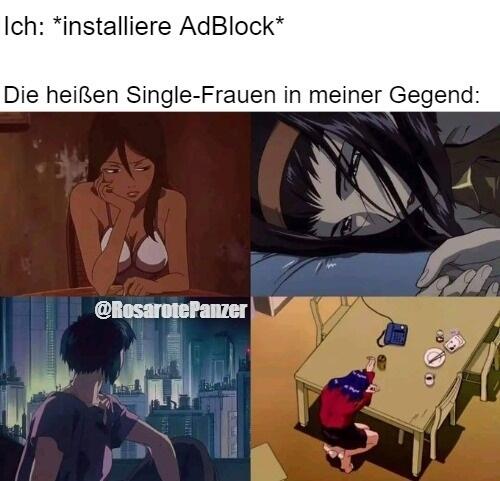 Ich: *installiere AdBlock*
Die heißen Single-Frauen in meiner Gegend:
@RosarotePanzer